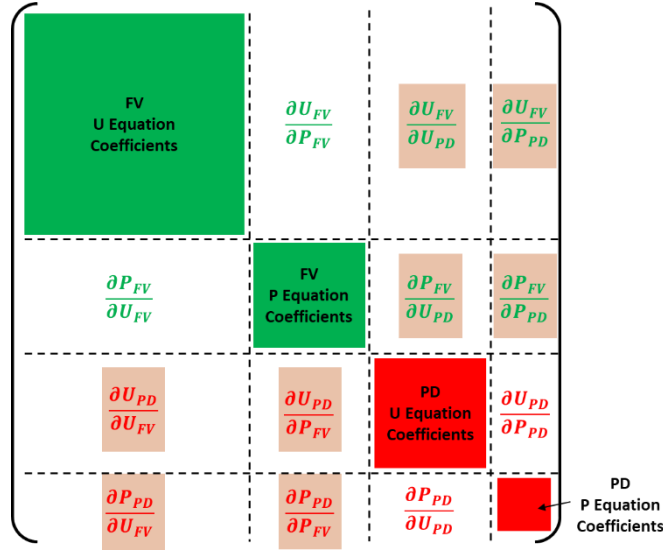 FV
U Equation
Coefficients
∂U_FV/∂P_FV
∂U_FV/∂U_PD
∂U_FV/∂P_PD
∂P_FV/∂U_FV
FV
P Equation
Coefficients
∂P_FV/∂U_PD
∂P_FV/∂P_PD
∂U_PD/∂U_FV
∂U_PD/∂P_FV
PD
U Equation
Coefficients
∂U_PD/∂P_PD
∂P_PD/∂U_FV
∂P_PD/∂P_FV
∂P_PD/∂U_PD
PD
P Equation
Coefficients